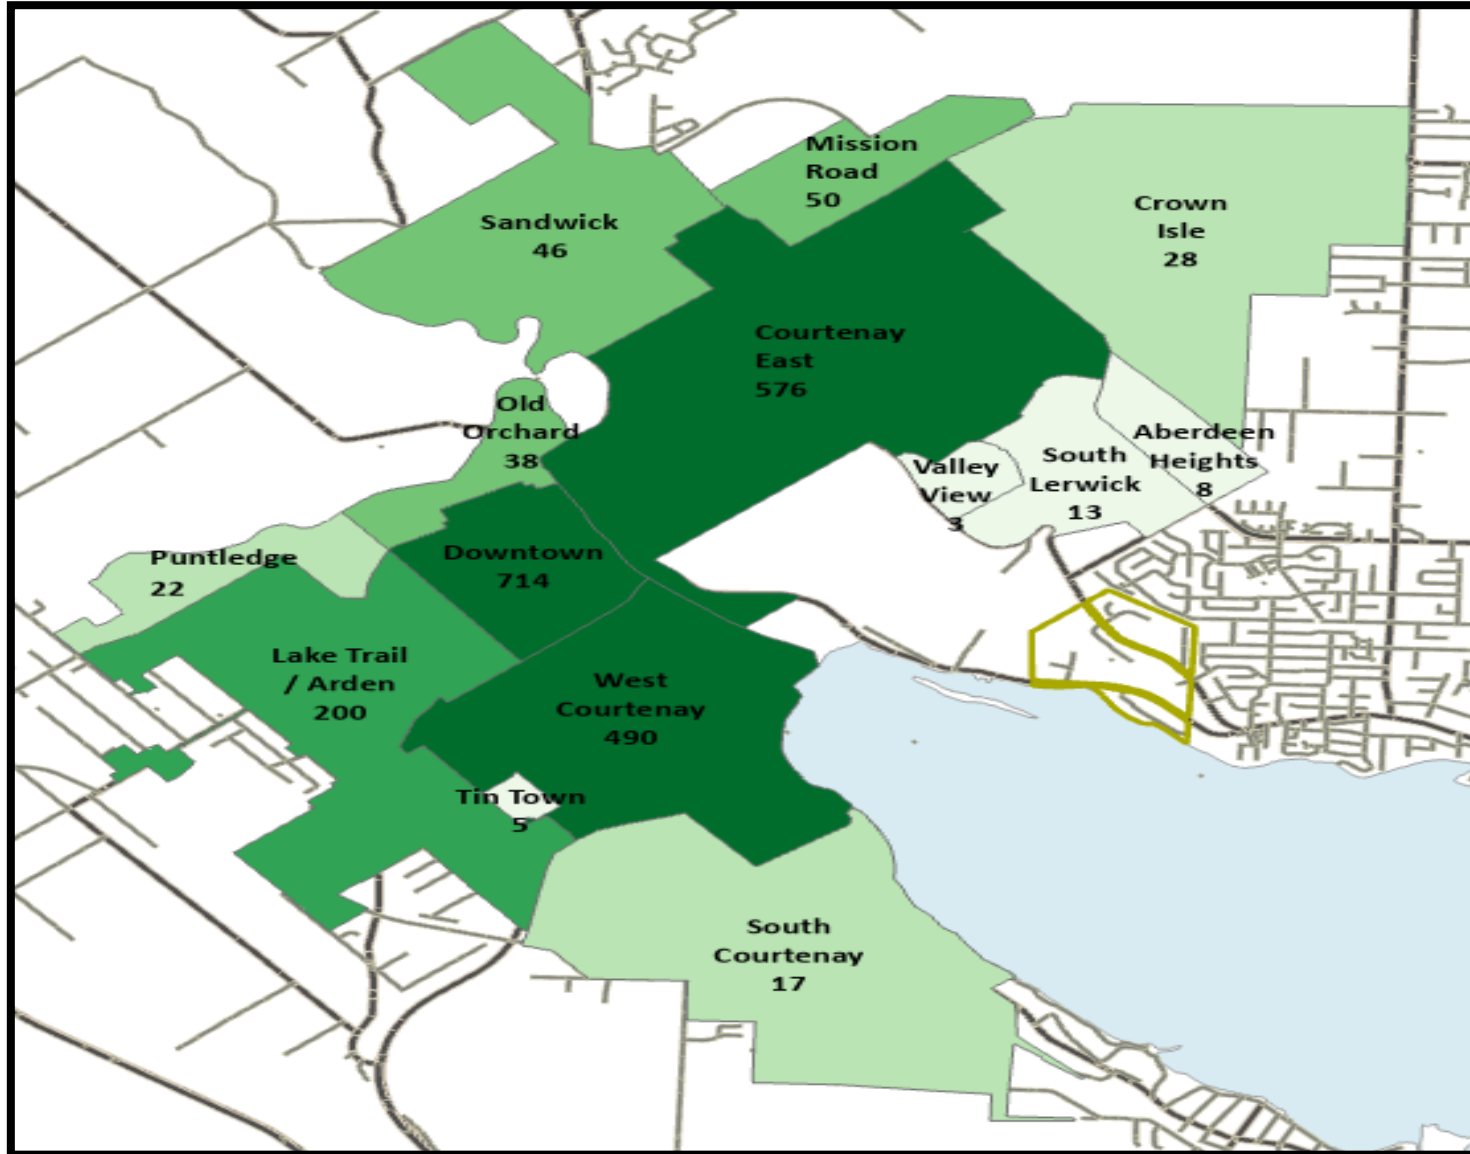 Mission
Road
50
Sandwick
46
Crown
Isle
28
Courtenay
East
576
Old
Orchard
38
Aberdeen
Heights
8
South
Lerwick
13
Valley
View
3
Puntledge
22
Downtown
714
Lake Trail
/ Arden
200
West
Courtenay
490
Tin Town
5
South
Courtenay
17